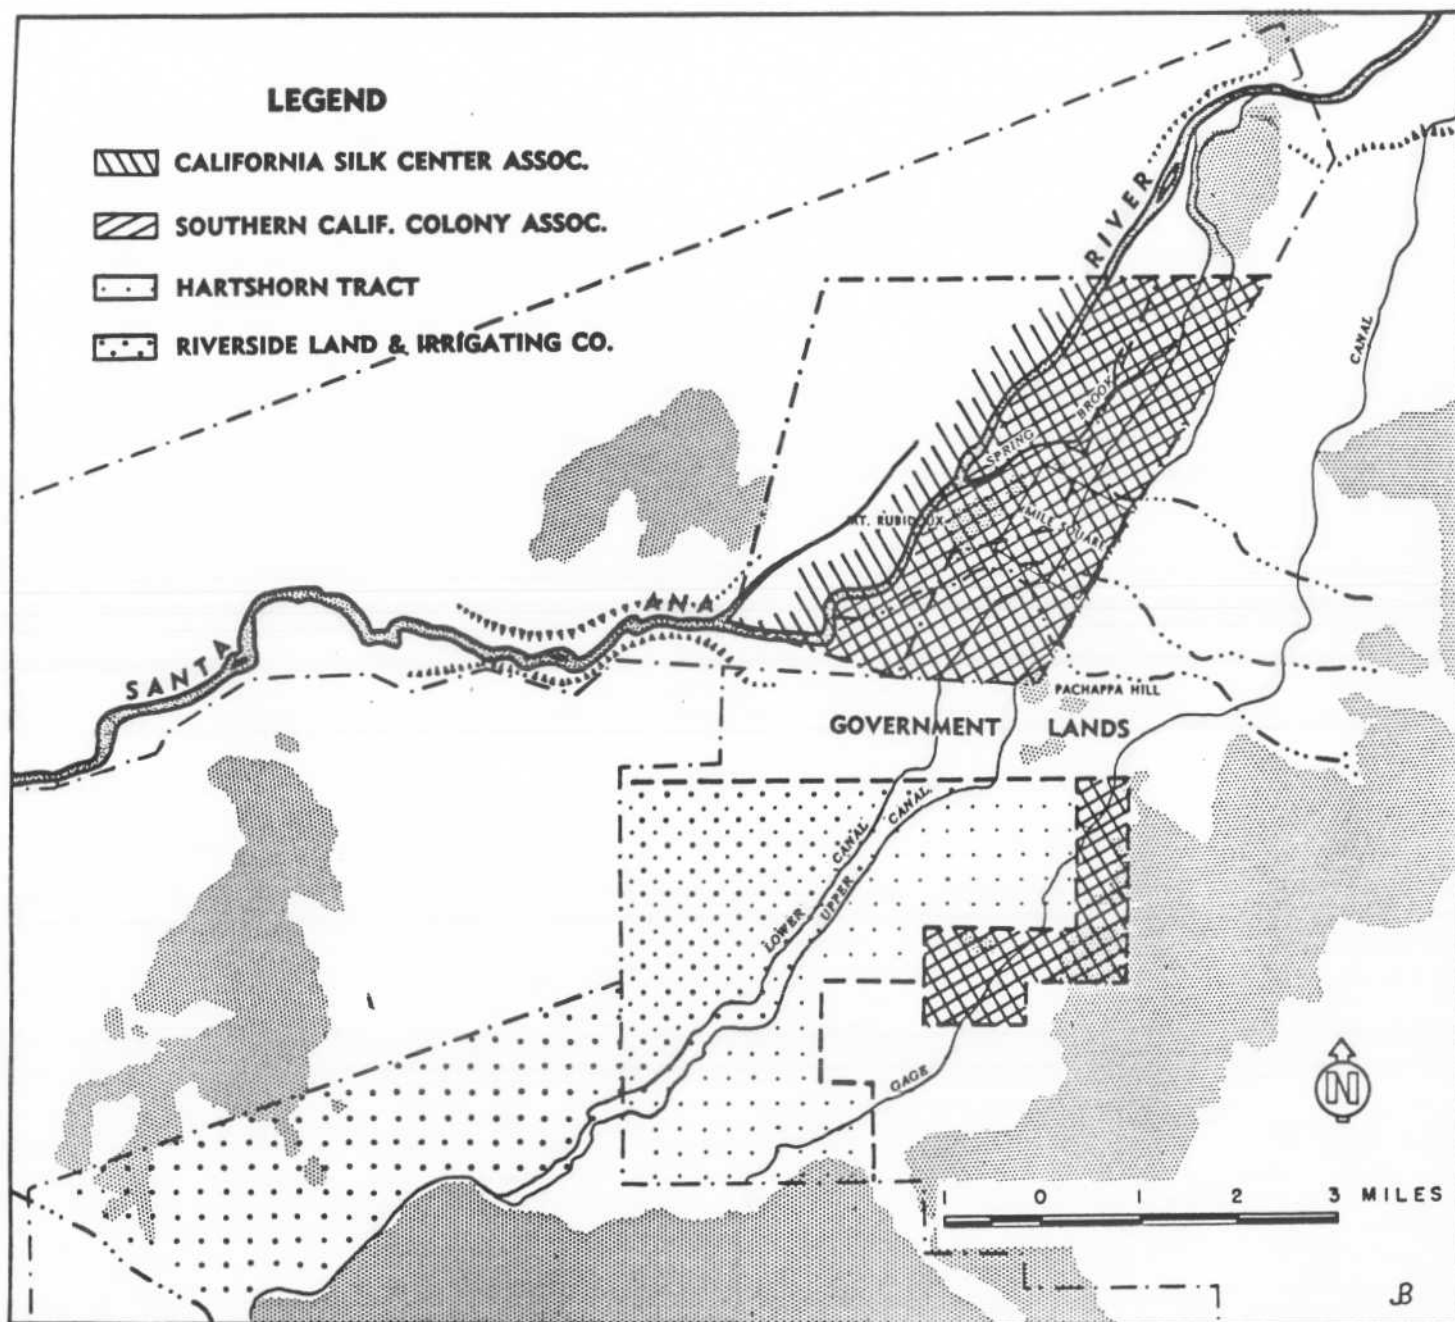 LEGEND
CALIFORNIA SILK CENTER ASSOC.
SOUTHERN CALIF. COLONY ASSOC.
HARTSHORN TRACT
RIVERSIDE LAND & IRRIGATING CO.
RIVER
CANAL
SPRING BROOK
MT. RUBIDOUX
MILE SQUARE
SANTA ANA
PACHAPPA HILL
GOVERNMENT LANDS
LOWER CANAL
UPPER CANAL
GAGE
N
1 0 1 2 3 MILES
JB